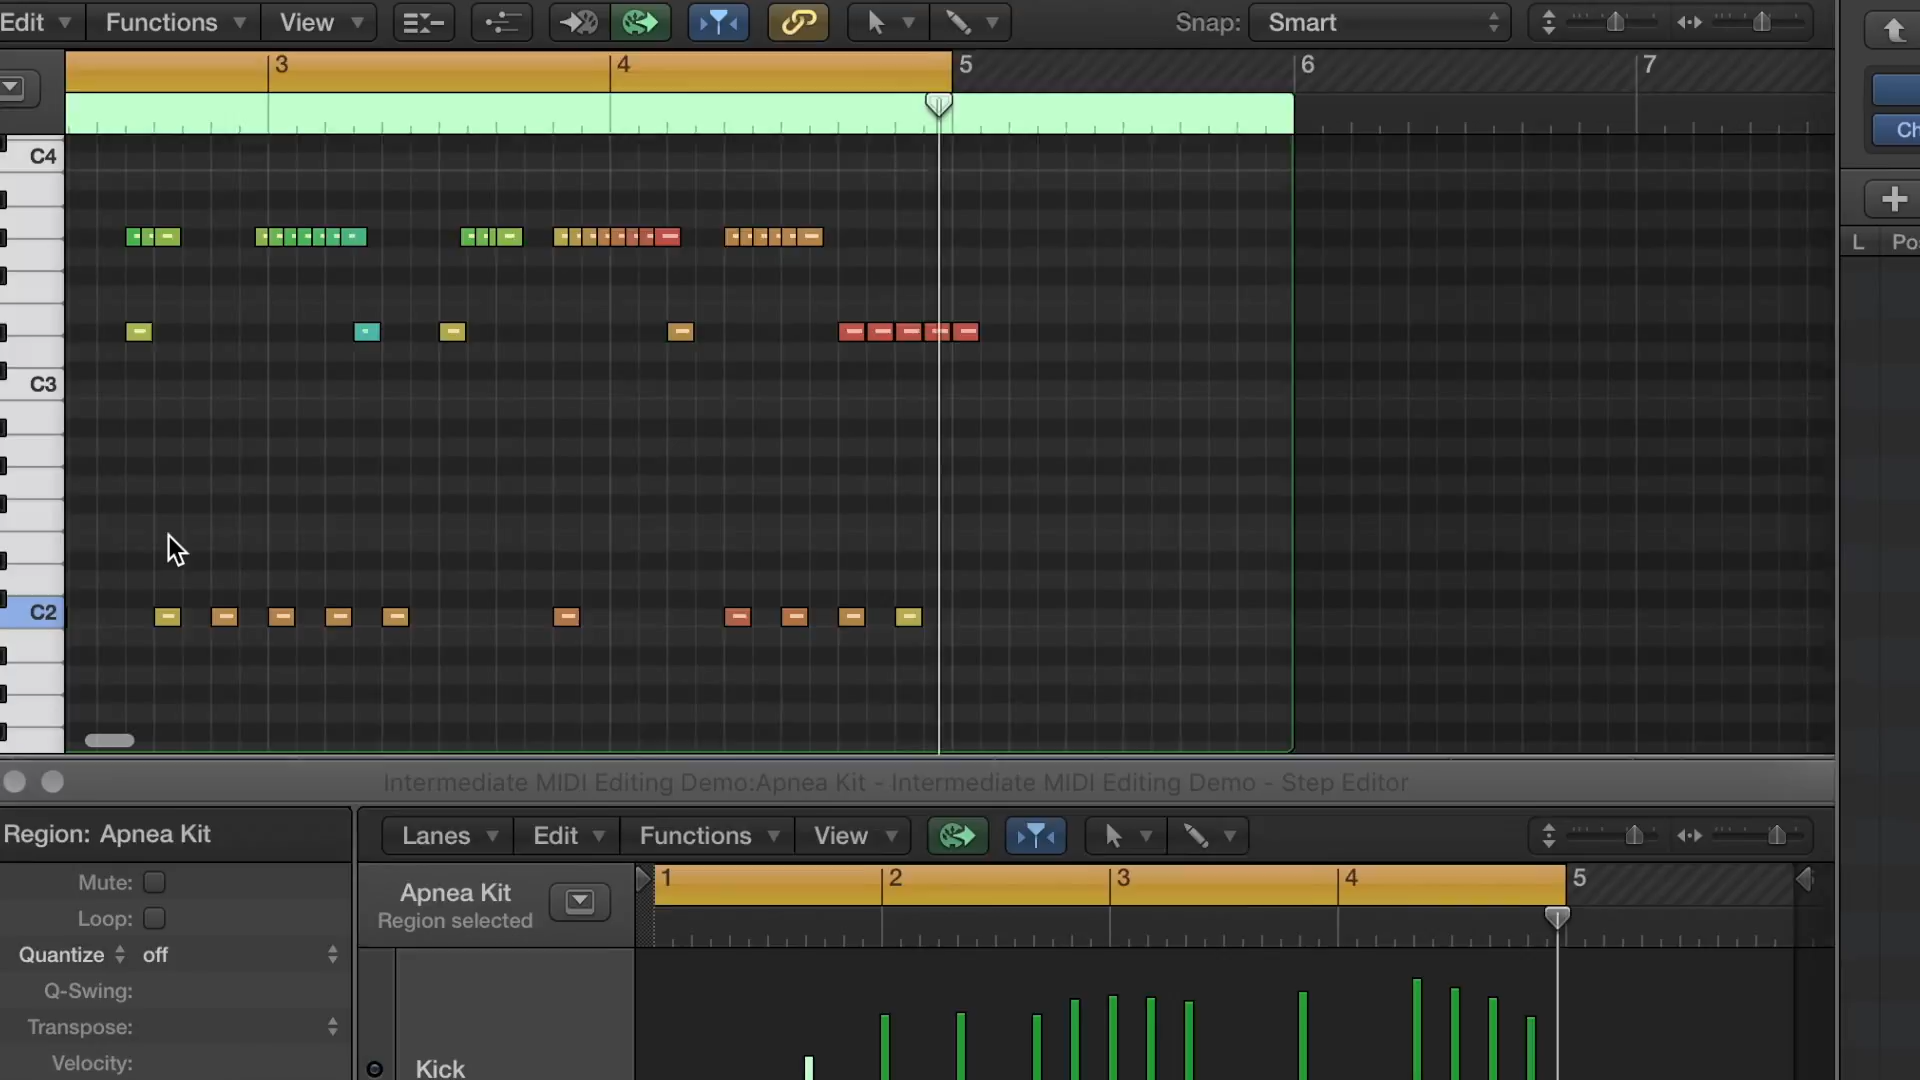 Edit Functions View Snap: Smart
3 4 5 6 7
Ch
C4
L Po
C3
C2
Intermediate MIDI Editing Demo:Apnea Kit - Intermediate MIDI Editing Demo - Step Editor
Region: Apnea Kit
Lanes Edit Functions View
Mute:
Loop:
Quantize off
Q-Swing:
Transpose:
Velocity:
Apnea Kit
Region selected
1 2 3 4 5
Kick